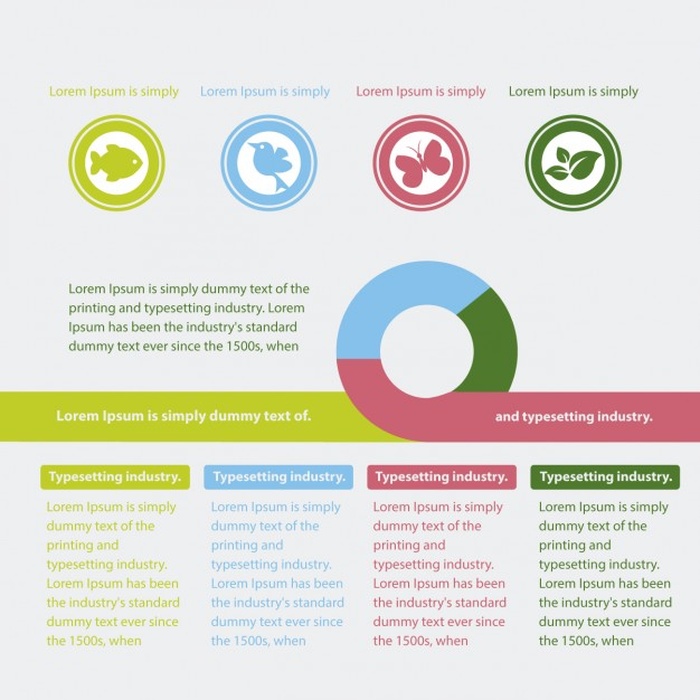 Lorem Ipsum is simply
Lorem Ipsum is simply
Lorem Ipsum is simply
Lorem Ipsum is simply
Lorem Ipsum is simply dummy text of the
printing and typesetting industry. Lorem
Ipsum has been the industry's standard
dummy text ever since the 1500s, when
Lorem Ipsum is simply dummy text of.
and typesetting industry.
Typesetting industry.
Lorem Ipsum is simply
dummy text of the
printing and
typesetting industry.
Lorem Ipsum has been
the industry's standard
dummy text ever since
the 1500s, when
Typesetting industry.
Lorem Ipsum is simply
dummy text of the
printing and
typesetting industry.
Lorem Ipsum has been
the industry's standard
dummy text ever since
the 1500s, when
Typesetting industry.
Lorem Ipsum is simply
dummy text of the
printing and
typesetting industry.
Lorem Ipsum has been
the industry's standard
dummy text ever since
the 1500s, when
Typesetting industry.
Lorem Ipsum is simply
dummy text of the
printing and
typesetting industry.
Lorem Ipsum has been
the industry's standard
dummy text ever since
the 1500s, when